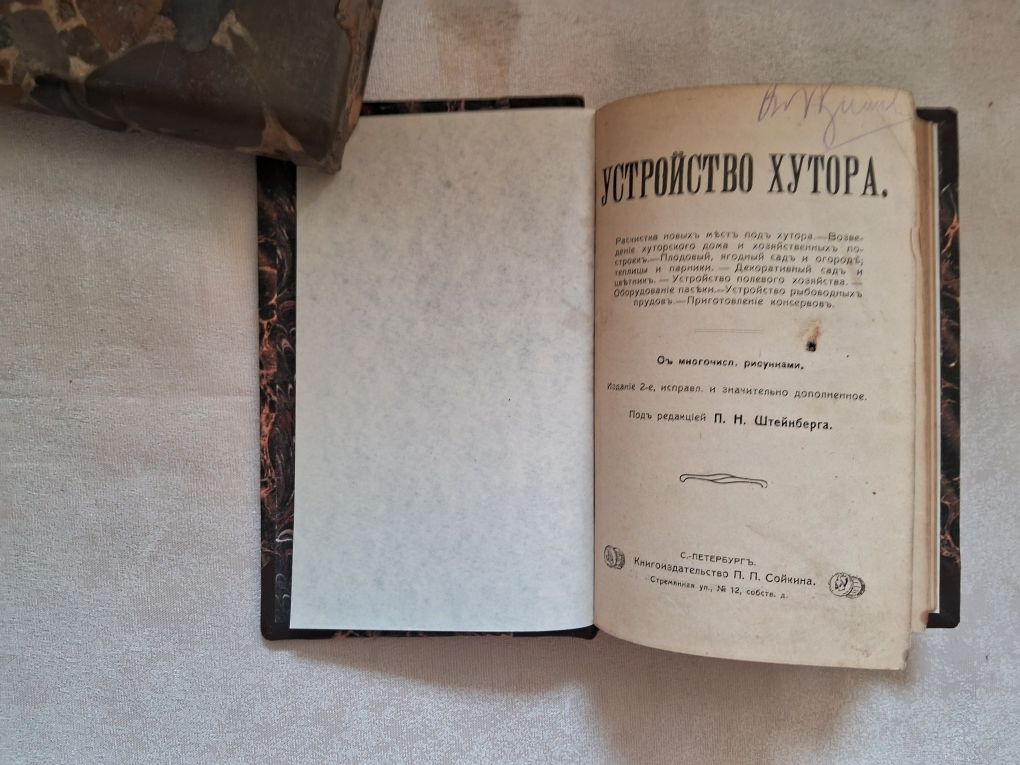 УСТРОЙСТВО ХУТОРА.
Расчистка новыхъ мѣстъ подъ хутора.—Возве-
деніе хуторского дома и хозяйственныхъ по-
строекъ.—Плодовый, ягодный садъ и огородъ;
теплицы и парники. — Декоративный садъ и
цвѣтникъ. — Устройство полевого хозяйства. —
Оборудованіе пасѣки.—Устройство рыбоводныхъ
прудовъ.—Приготовленіе консервовъ.
Съ многочисл. рисунками.
Изданіе 2-е, исправл. и значительно дополненное.
Подъ редакціей П. Н. Штейнберга.
С.-ПЕТЕРБУРГЪ.
Книгоиздательство П. П. Сойкина.
Стремянная ул., № 12, собств. д.